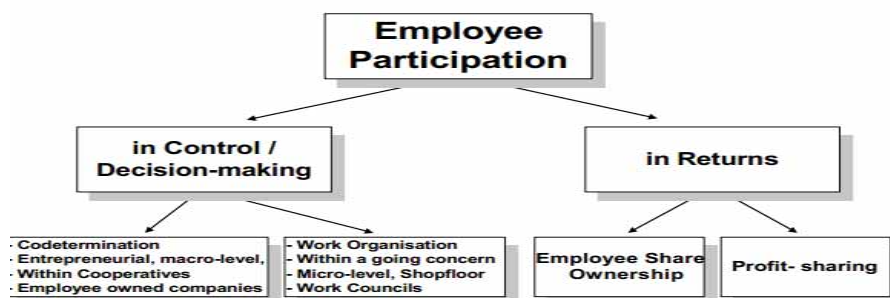 Employee
Participation
in Control /
Decision-making
in Returns
- Codetermination
- Entrepreneurial, macro-level,
- Within Cooperatives
- Employee owned companies
- Work Organisation
- Within a going concern
- Micro-level, Shopfloor
- Work Councils
Employee Share
Ownership
Profit- sharing